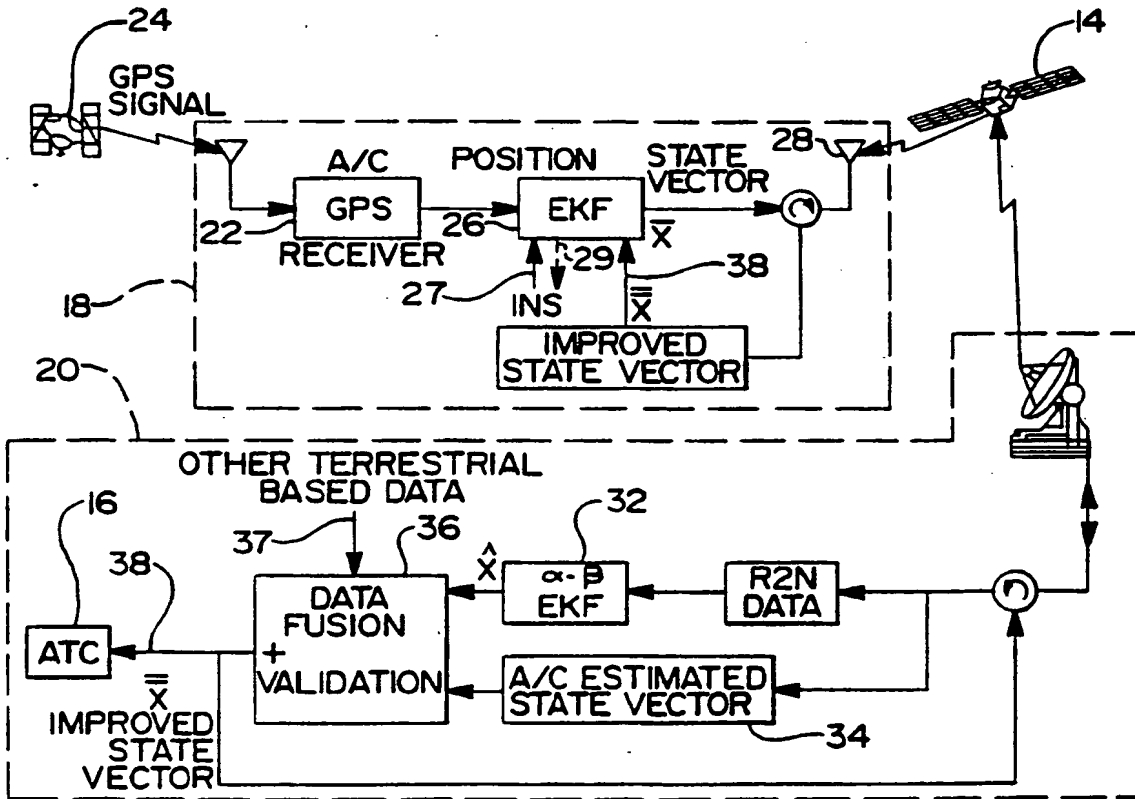 24
14
GPS
SIGNAL
28
A/C
POSITION
STATE
VECTOR
GPS
EKF
22
26
X̅
RECEIVER
29
38
27
INS
X̿
18
IMPROVED
STATE VECTOR
20
OTHER TERRESTRIAL
BASED DATA
16
32
37
36
38
X̂
α-β
EKF
R2N
DATA
DATA
FUSION
ATC
+
VALIDATION
A/C ESTIMATED
STATE VECTOR
X̿
IMPROVED
STATE
VECTOR
34